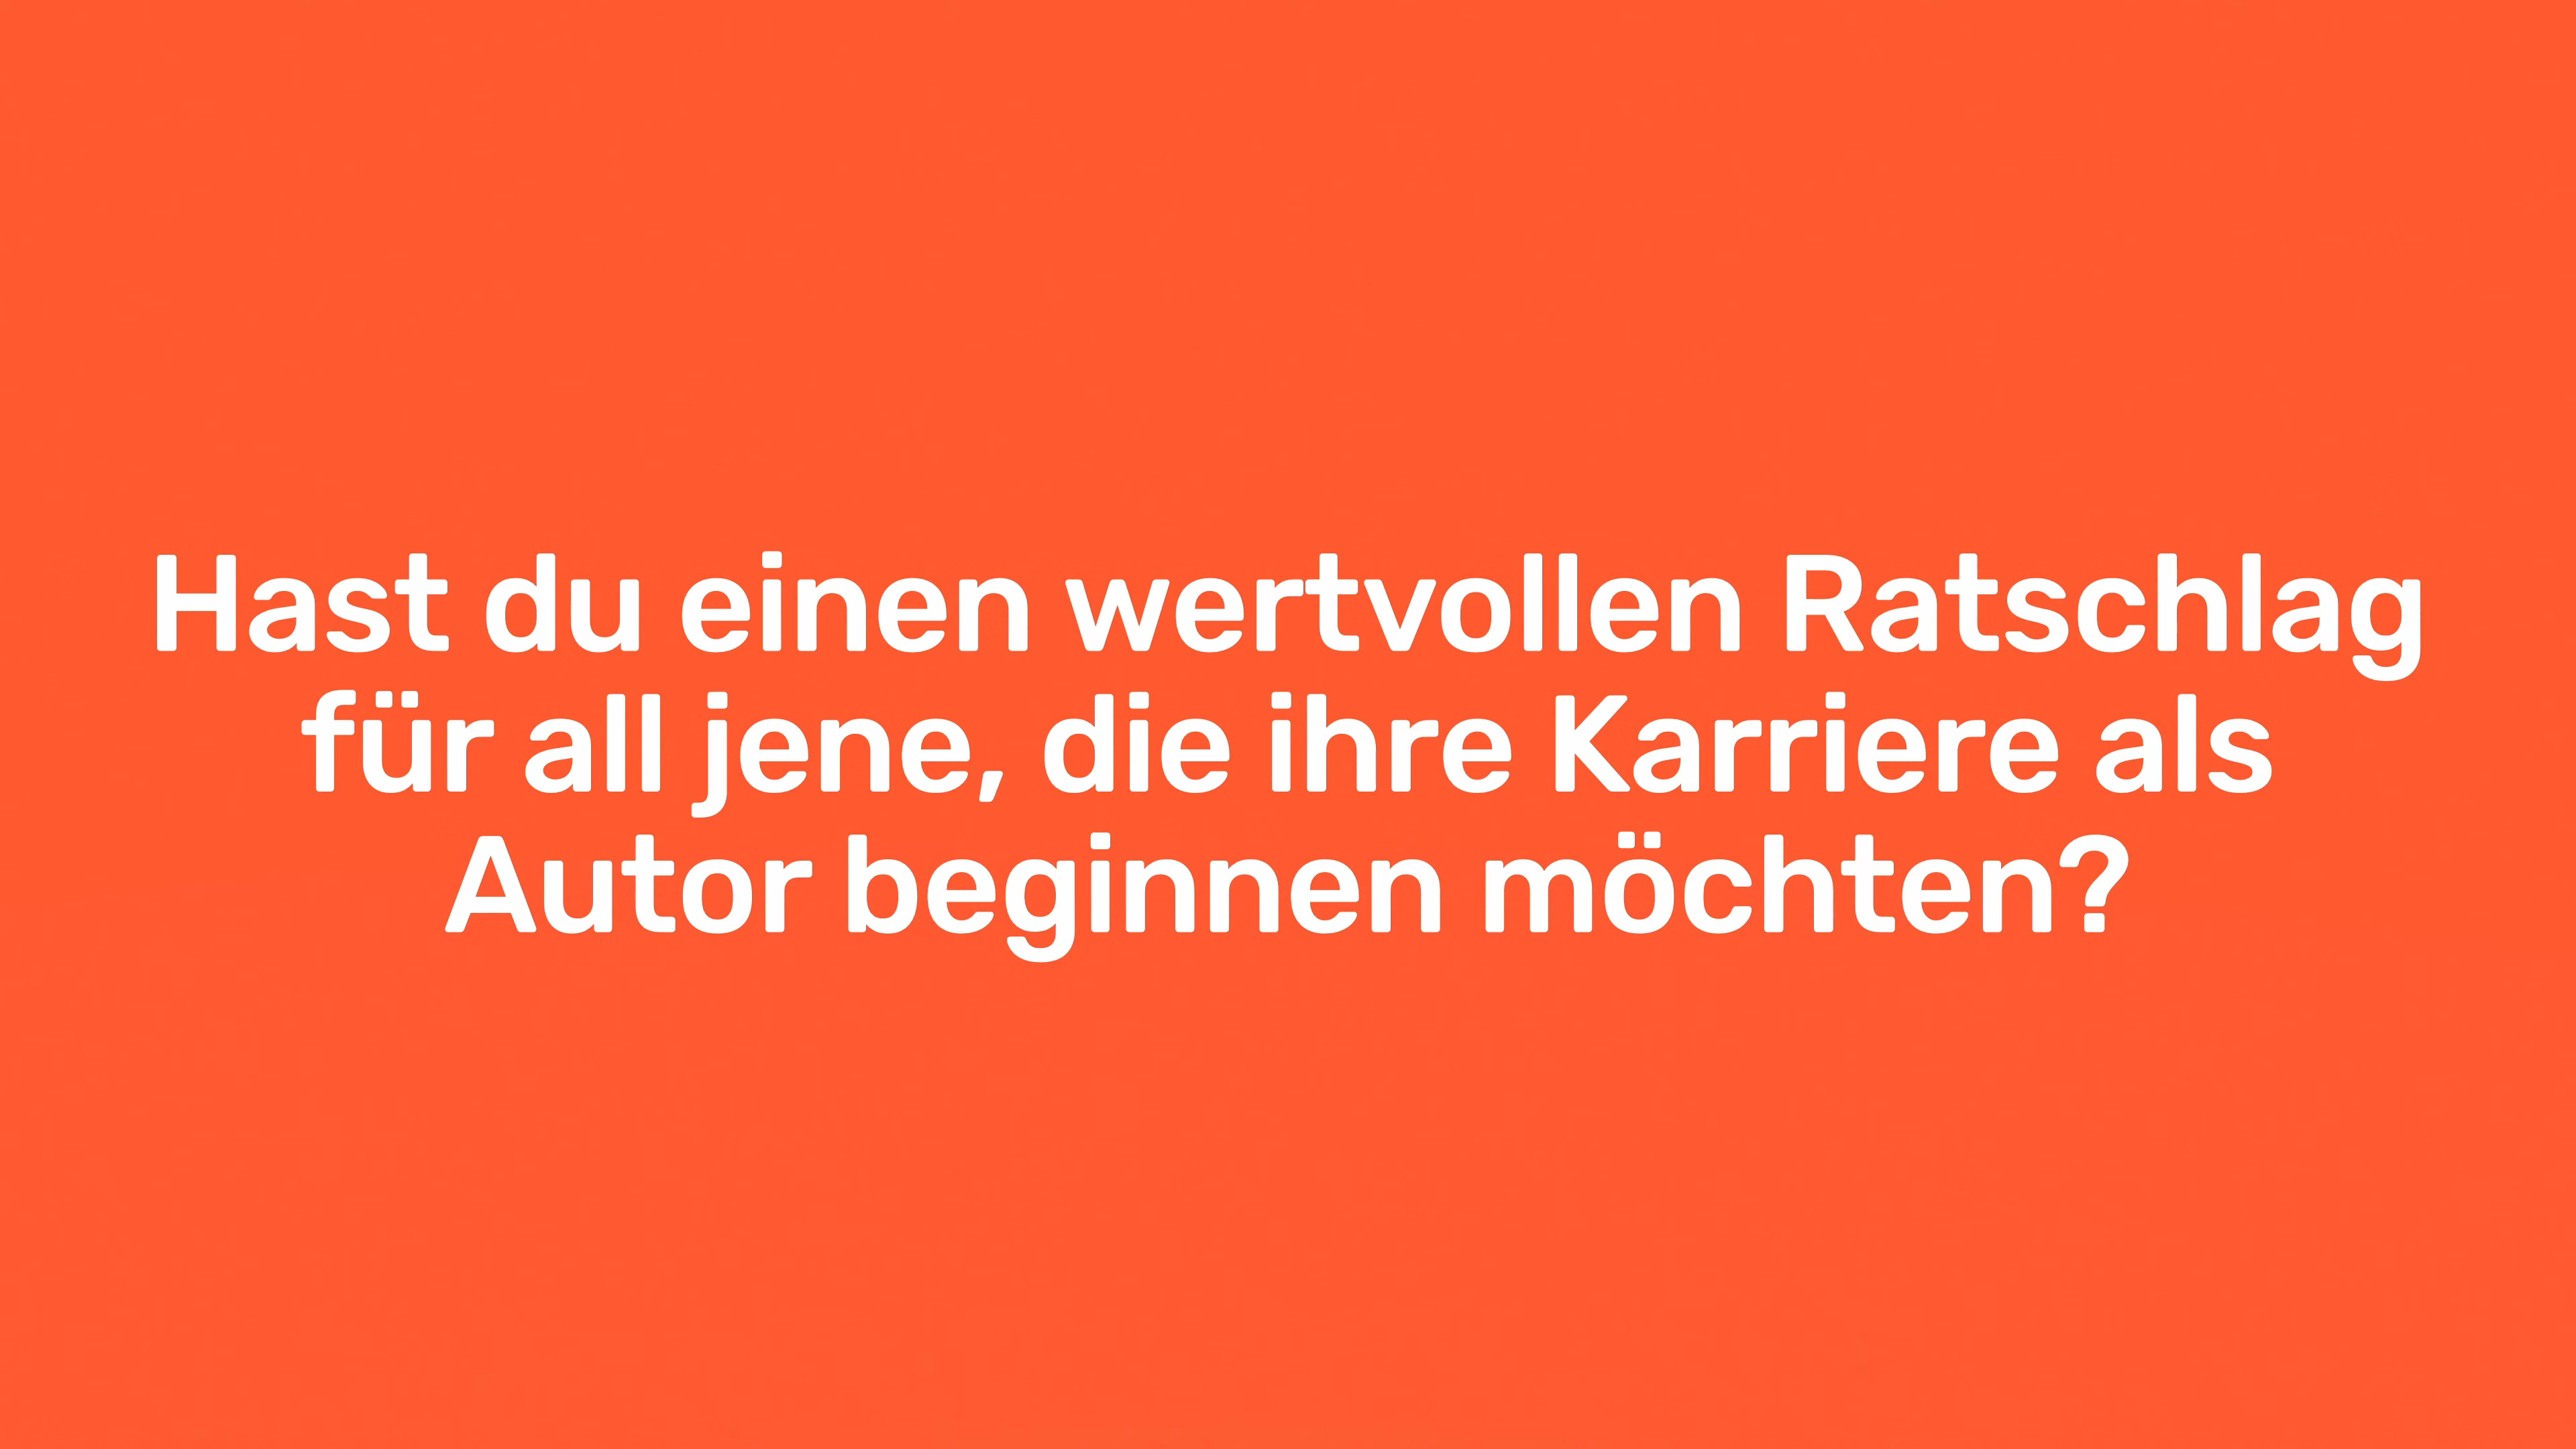 Hast du einen wertvollen Ratschlag
für all jene, die ihre Karriere als
Autor beginnen möchten?